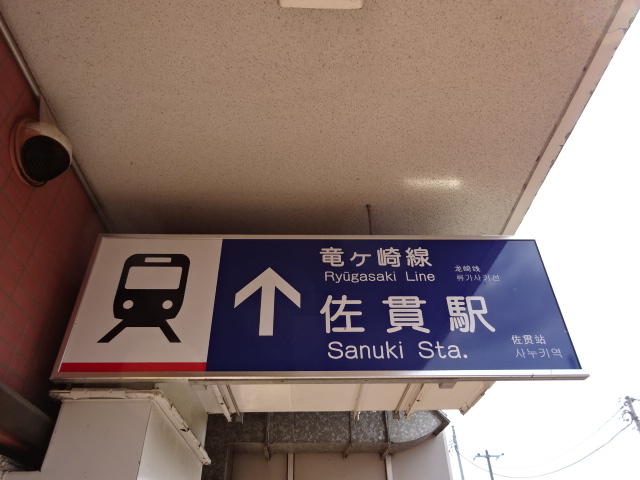 竜ヶ崎線
Ryūgasaki Line
龙崎线
류가사키선
佐貫駅
Sanuki Sta.
佐贯站
사누키역